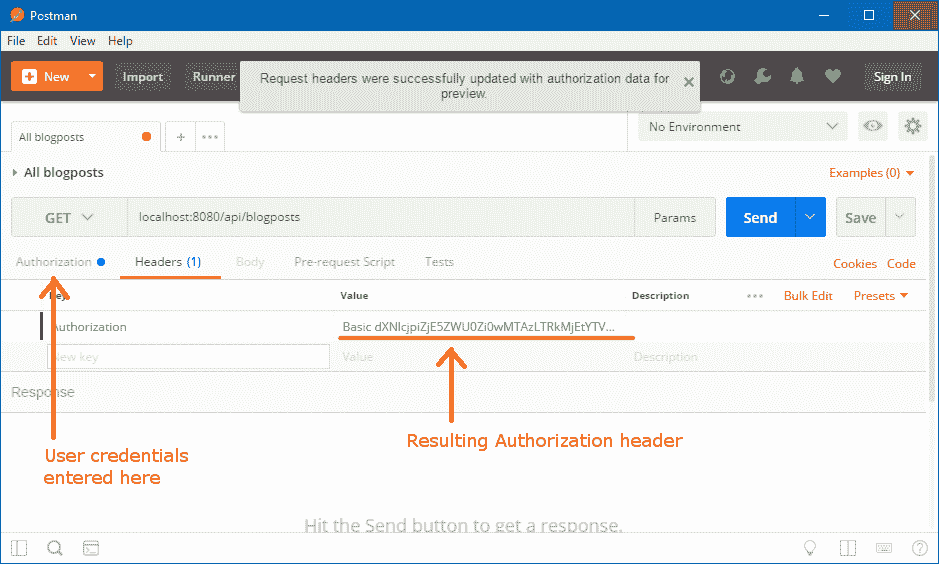 Postman
File Edit View Help
New Import Runner
Request headers were successfully updated with authorization data for
preview.
Sign In
All blogposts
No Environment
All blogposts
Examples (0)
GET localhost:8080/api/blogposts Params Send Save
Authorization Headers (1) Body Pre-request Script Tests Cookies Code
Key Value Description Bulk Edit Presets
Authorization Basic dXNlcjpiZjE5ZWU0Zi0wMTAzLTRkMjEtYTV...
New key Value Description
Response
Resulting Authorization header
User credentials
entered here
Hit the Send button to get a response.